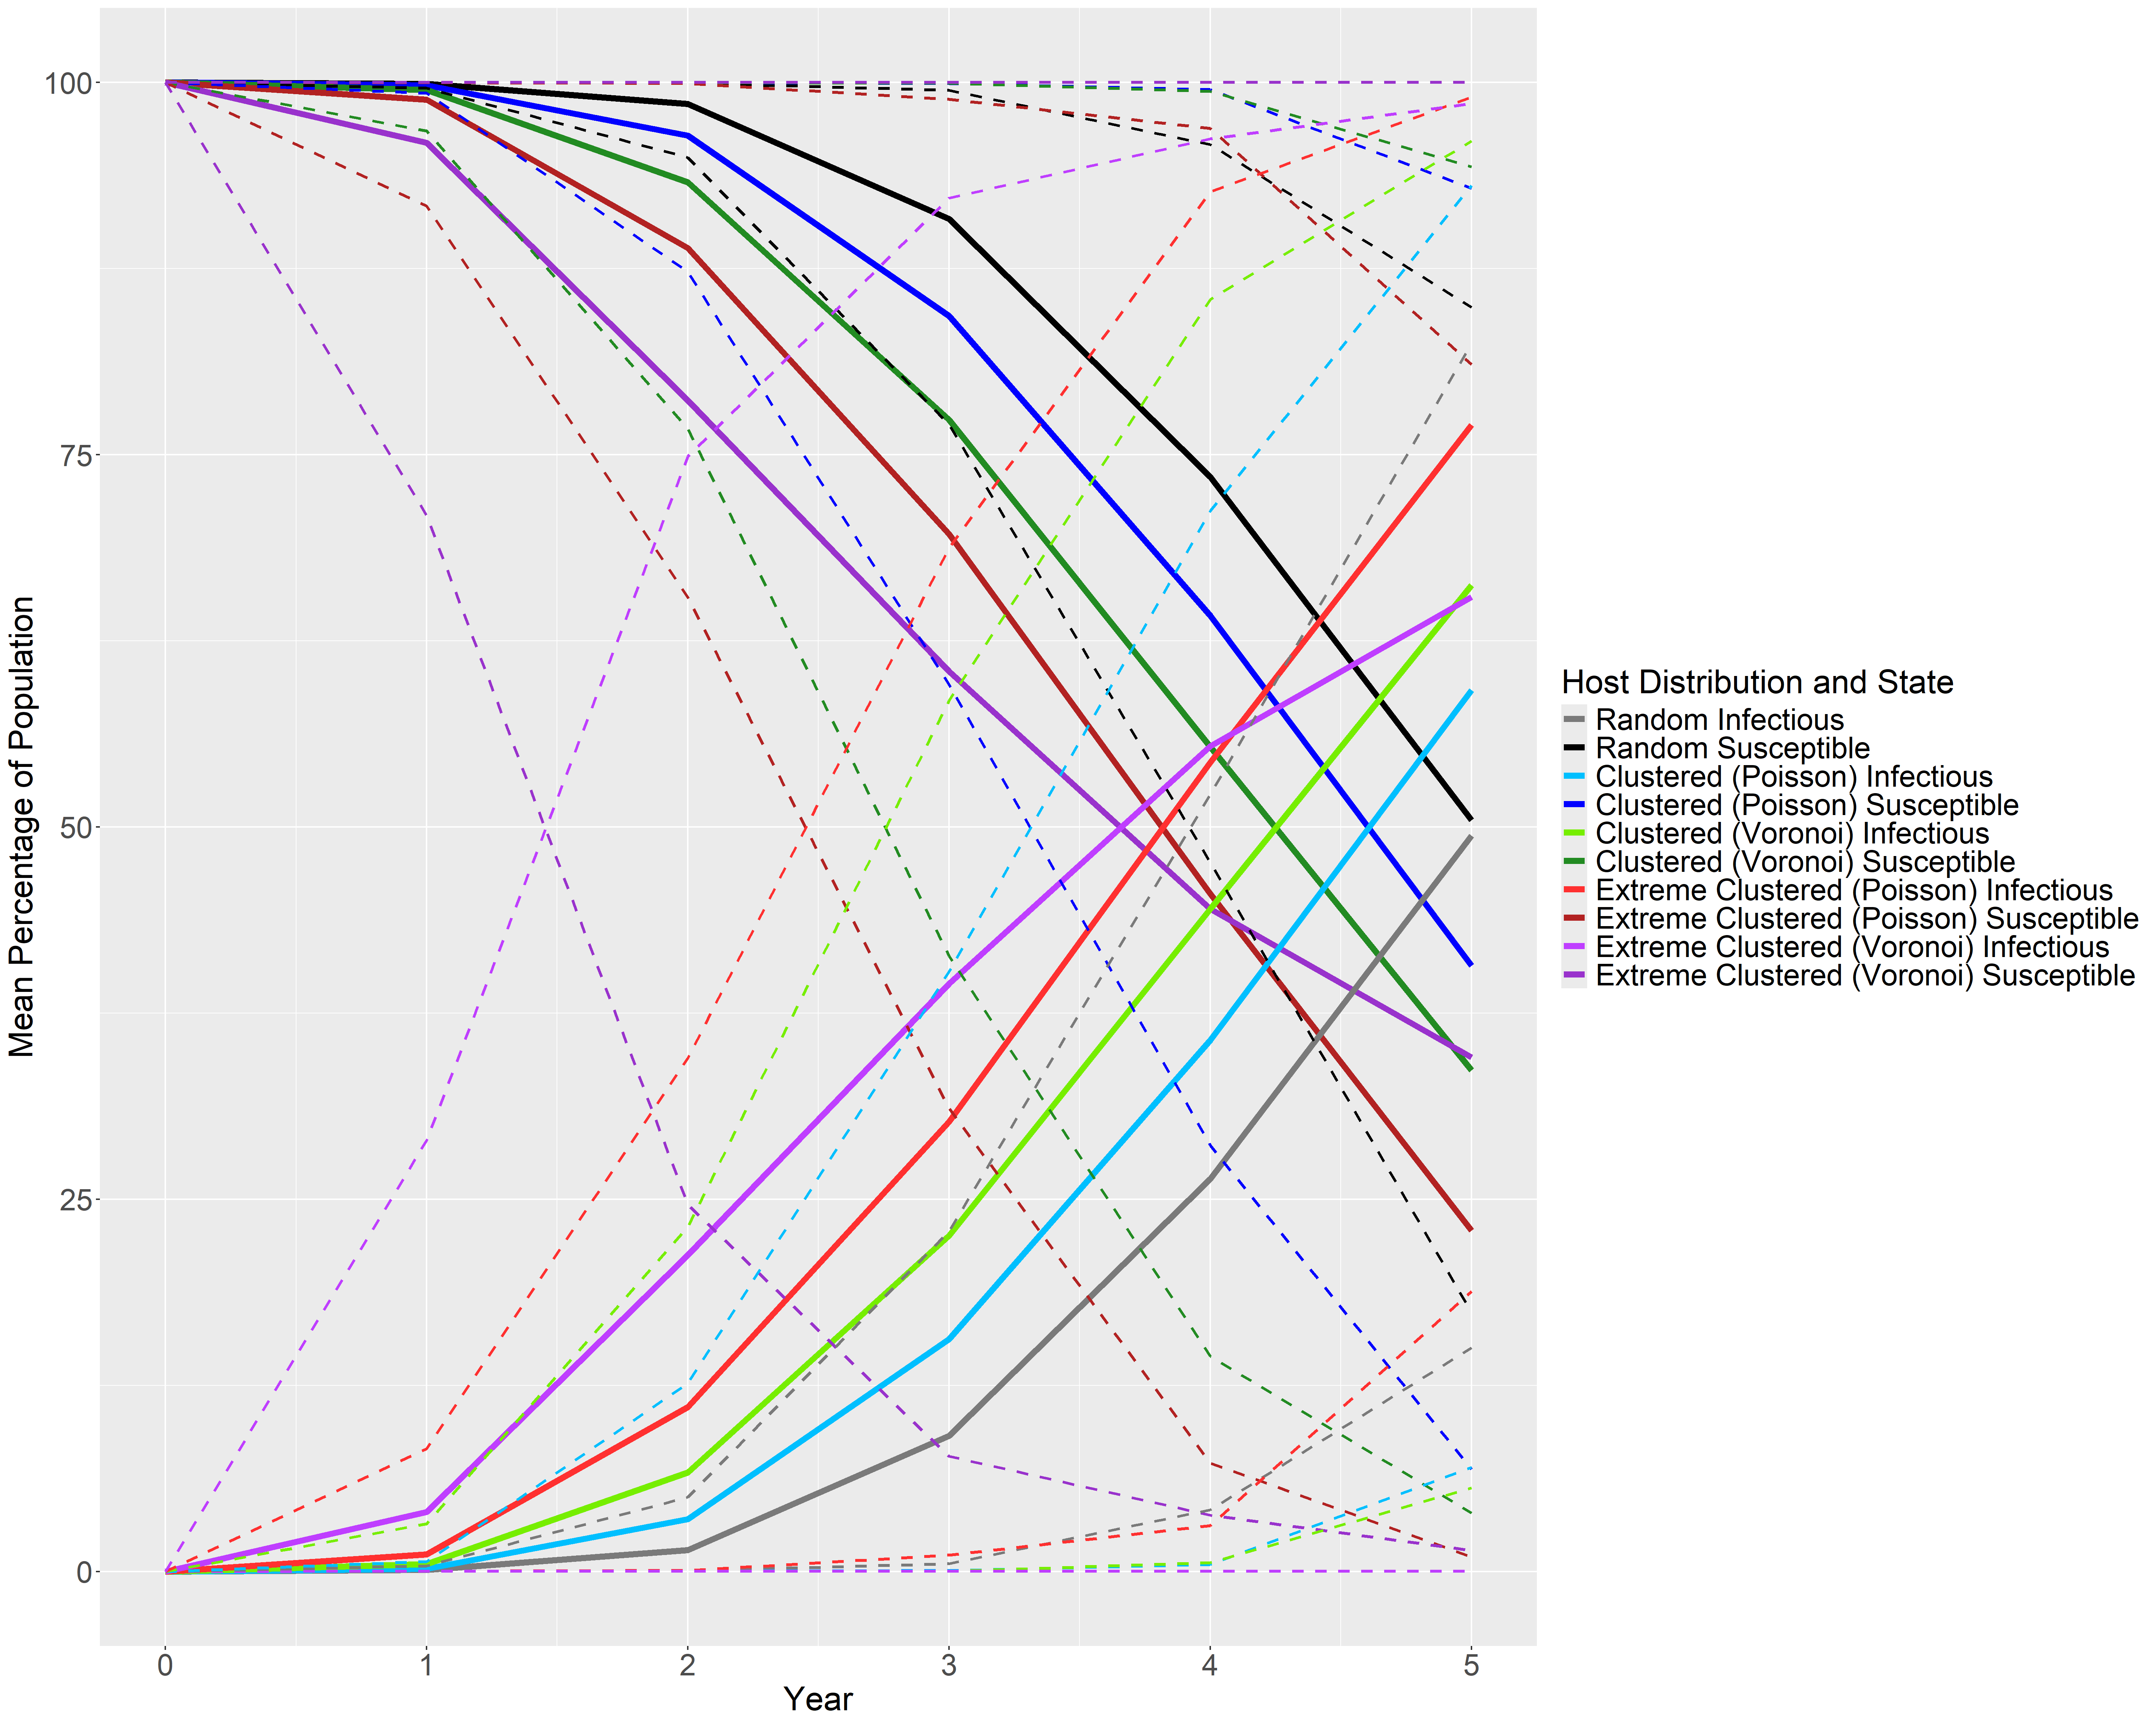 Mean Percentage of Population
100
75
50
25
0
0 1 2 3 4 5
Year
Host Distribution and State
Random Infectious
Random Susceptible
Clustered (Poisson) Infectious
Clustered (Poisson) Susceptible
Clustered (Voronoi) Infectious
Clustered (Voronoi) Susceptible
Extreme Clustered (Poisson) Infectious
Extreme Clustered (Poisson) Susceptible
Extreme Clustered (Voronoi) Infectious
Extreme Clustered (Voronoi) Susceptible